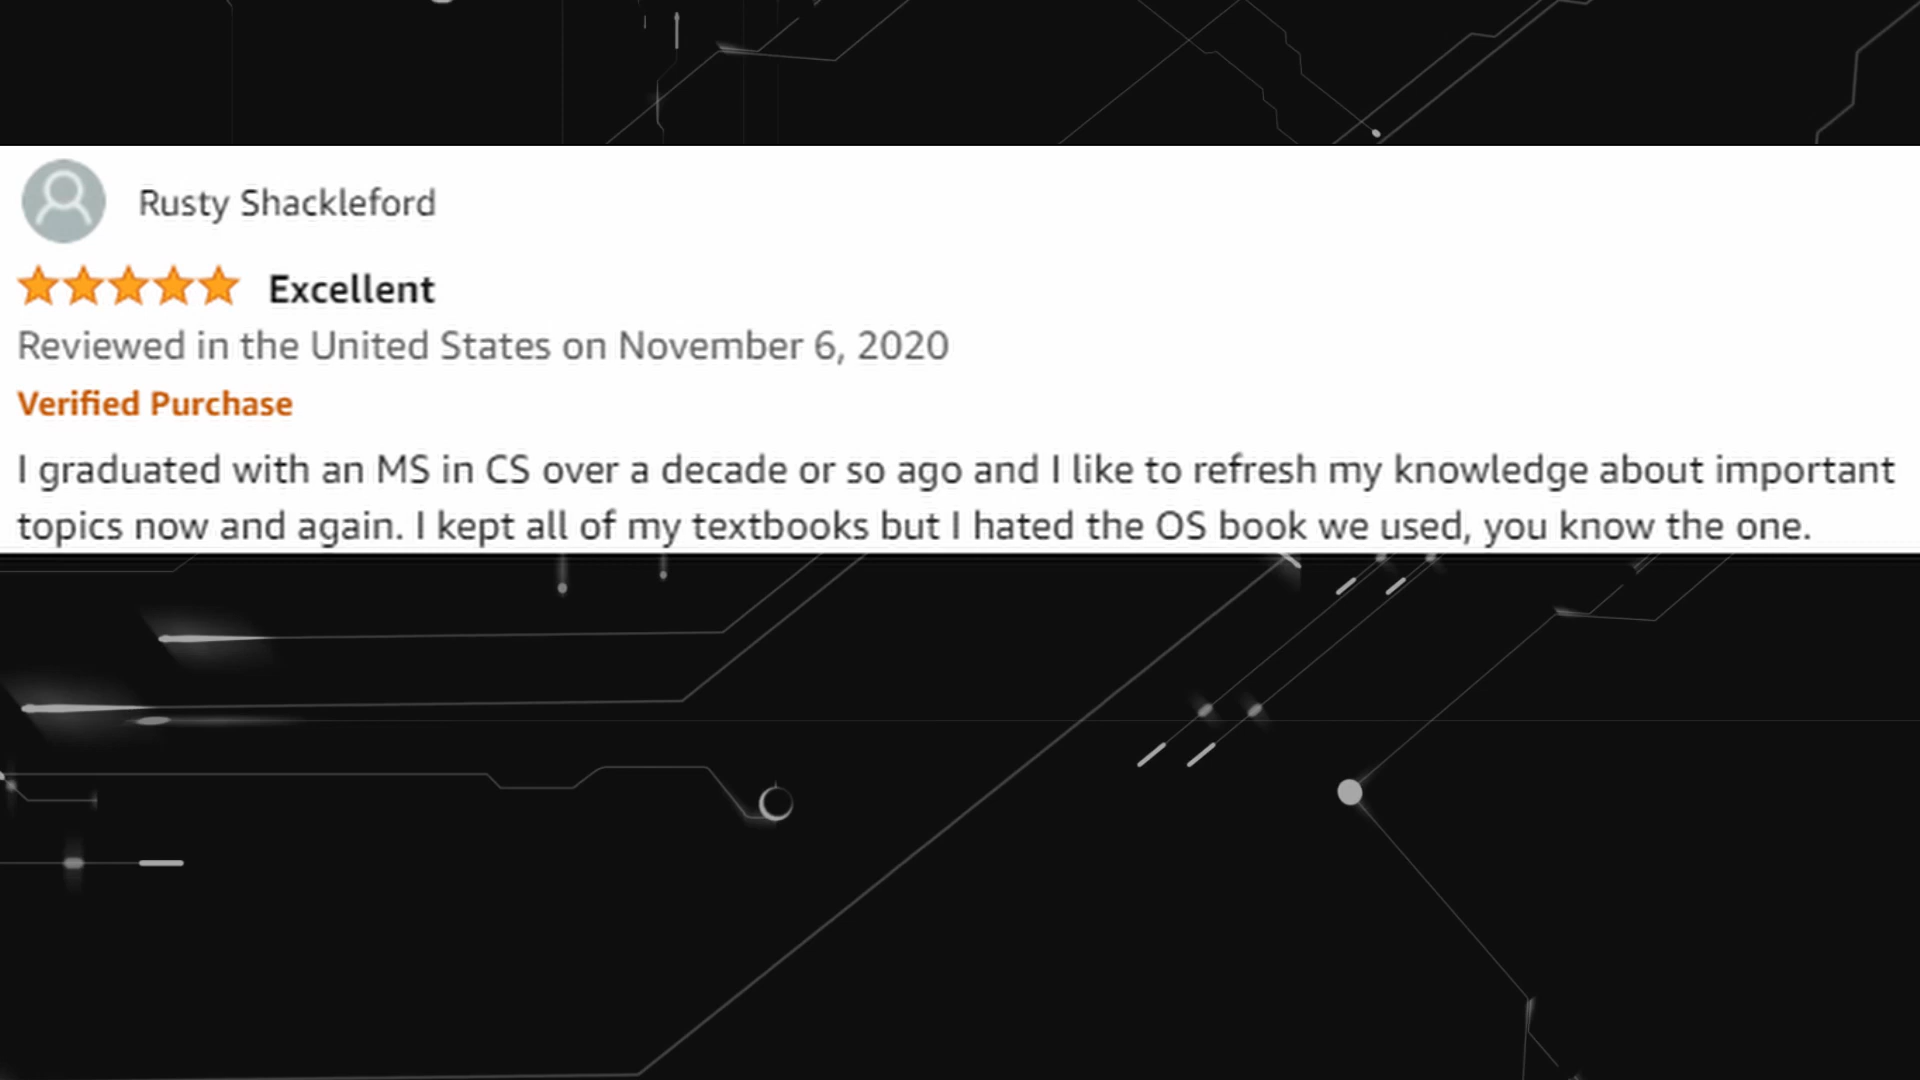 Rusty Shackleford
Excellent
Reviewed in the United States on November 6, 2020
Verified Purchase
I graduated with an MS in CS over a decade or so ago and I like to refresh my knowledge about important
topics now and again. I kept all of my textbooks but I hated the OS book we used, you know the one.